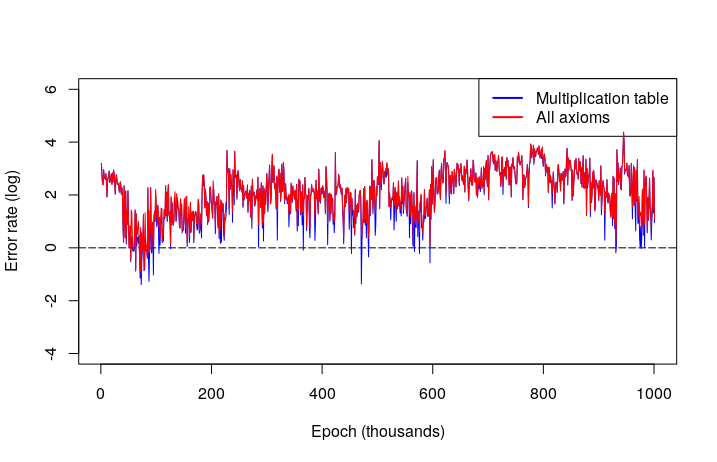 Multiplication table
All axioms
Error rate (log)
6
4
2
0
-2
-4
0 200 400 600 800 1000
Epoch (thousands)